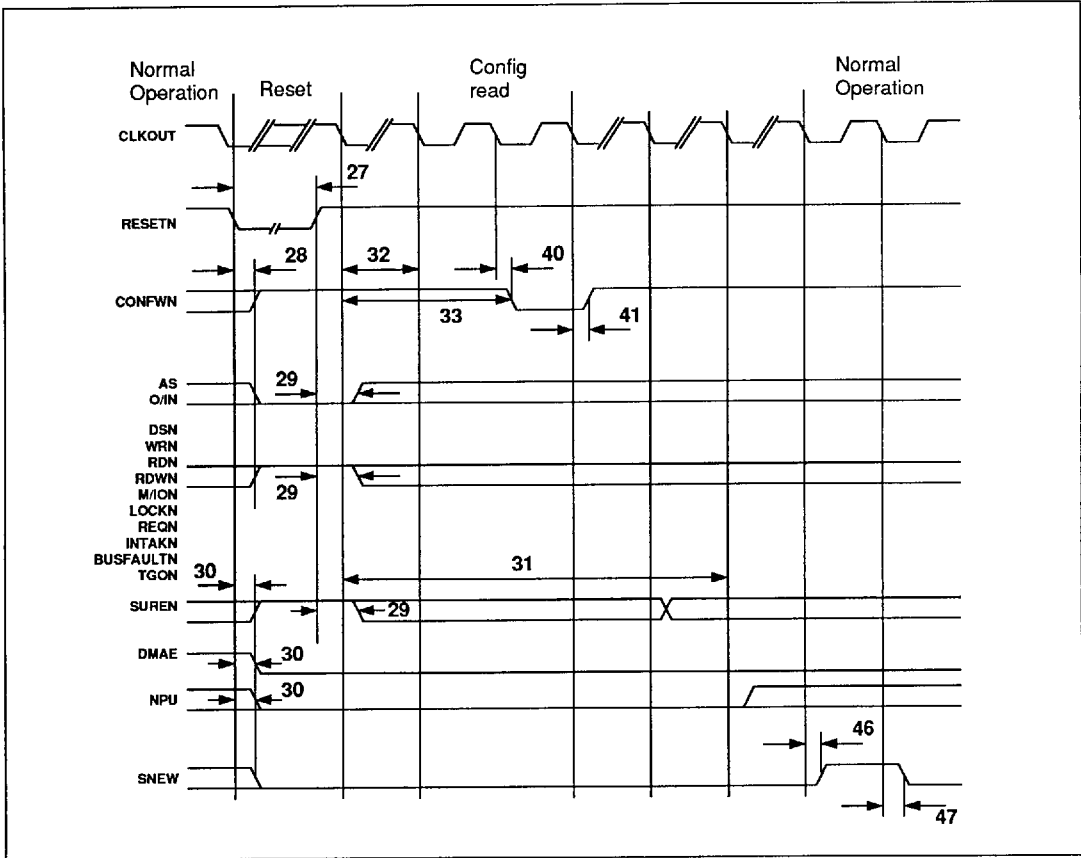 Normal
Operation
Reset
Config
read
Normal
Operation
CLKOUT
27
RESETN
28
32
40
CONFWN
33
41
AS
29
O/IN
DSN
WRN
RDN
RDWN
29
M/ION
LOCKN
REQN
INTAKN
BUSFAULTN
31
TGON
30
SUREN
29
DMAE
30
NPU
30
46
SNEW
47